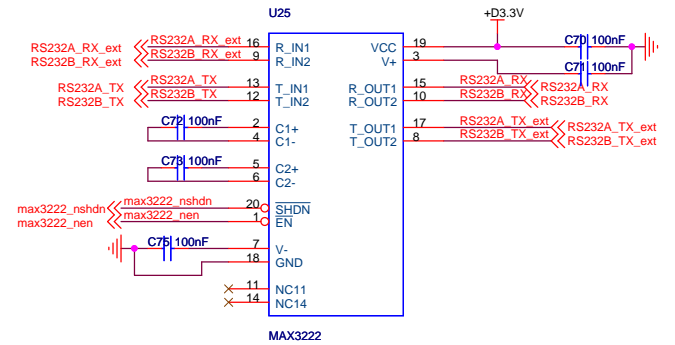 U25
+D3.3V
C70 100nF
RS232A_RX_ext RS232A_RX_ext 16 R_IN1 VCC 19
RS232B_RX_ext RS232B_RX_ext 9 R_IN2 V+ 3
C71 100nF
RS232A_TX RS232A_TX 13 T_IN1 R_OUT1 15 RS232A_RX RS232A_RX
RS232B_TX RS232B_TX 12 T_IN2 R_OUT2 10 RS232B_RX RS232B_RX
C72 100nF 2 C1+ T_OUT1 17 RS232A_TX_ext RS232A_TX_ext
4 C1- T_OUT2 8 RS232B_TX_ext RS232B_TX_ext
C73 100nF 5 C2+
6 C2-
max3222_nshdn max3222_nshdn 20 SHDN
max3222_nen max3222_nen 1 EN
C75 100nF 7 V-
18 GND
11 NC11
14 NC14
MAX3222